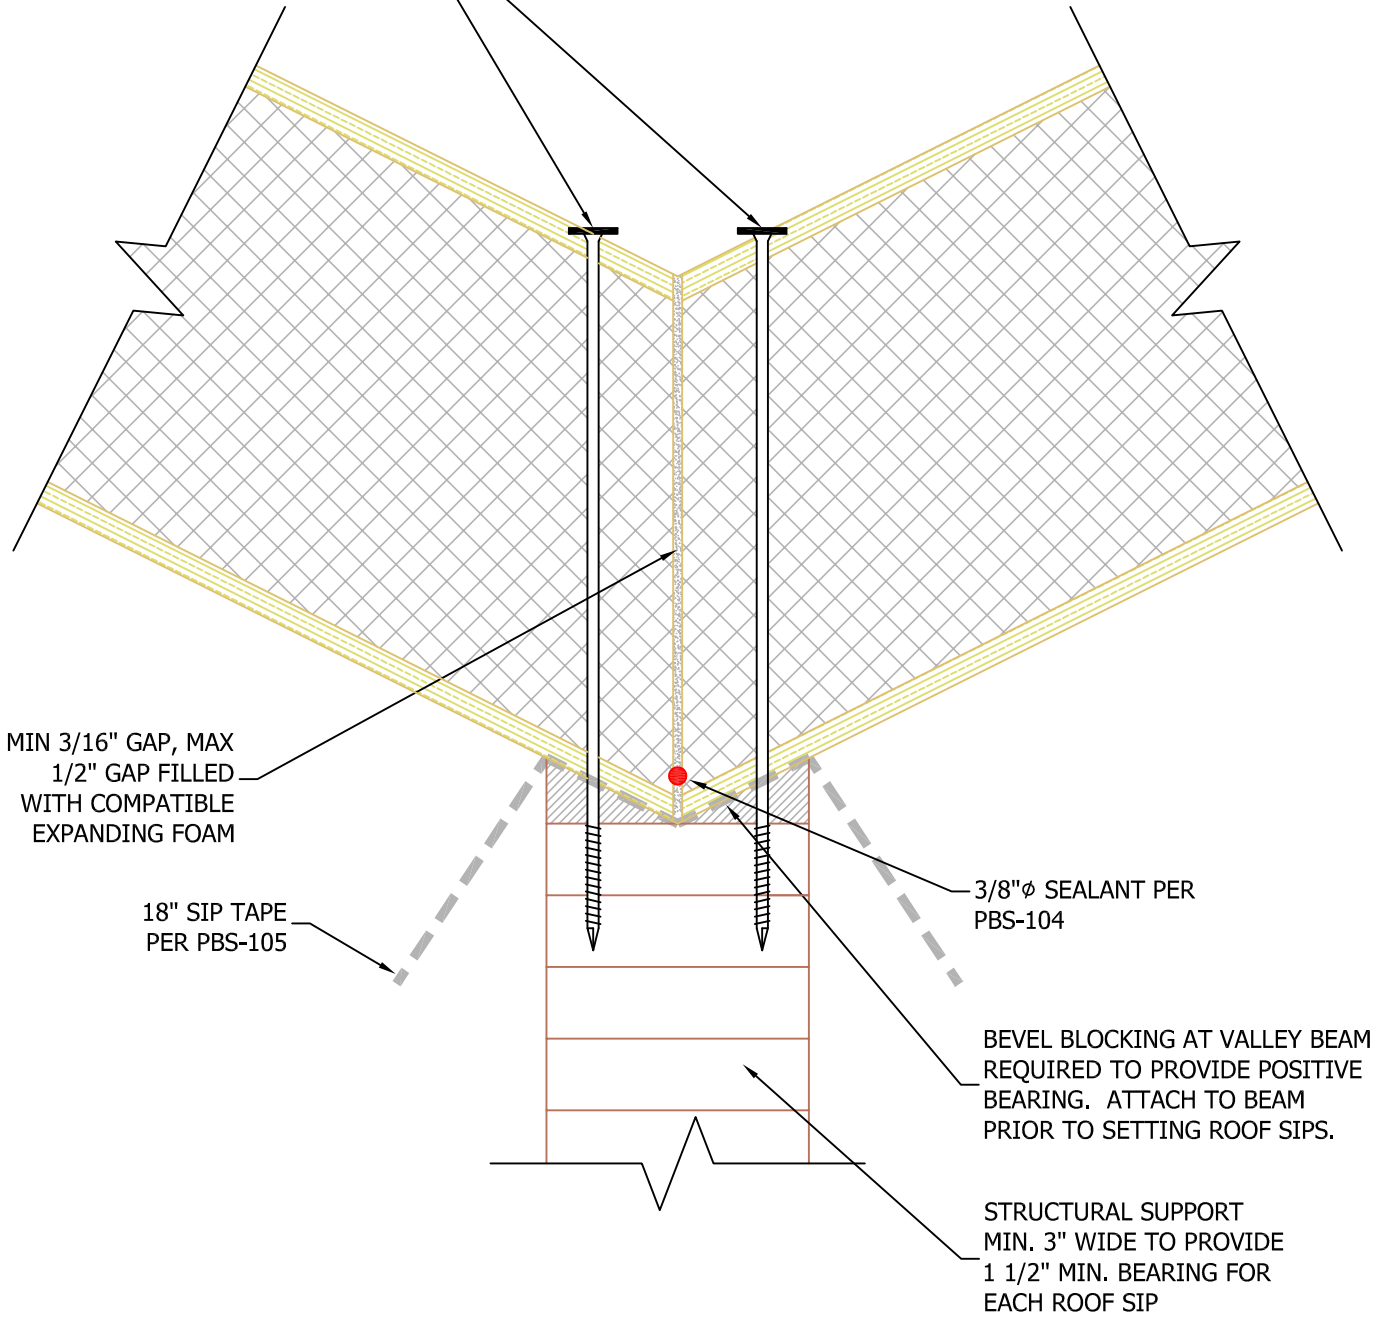 MIN 3/16" GAP, MAX
1/2" GAP FILLED
WITH COMPATIBLE
EXPANDING FOAM
18" SIP TAPE
PER PBS-105
3/8"⌀ SEALANT PER
PBS-104
BEVEL BLOCKING AT VALLEY BEAM
REQUIRED TO PROVIDE POSITIVE
BEARING. ATTACH TO BEAM
PRIOR TO SETTING ROOF SIPS.
STRUCTURAL SUPPORT
MIN. 3" WIDE TO PROVIDE
1 1/2" MIN. BEARING FOR
EACH ROOF SIP